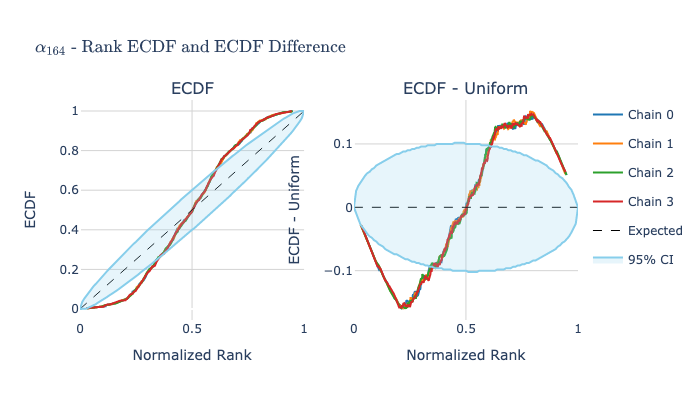 α164 - Rank ECDF and ECDF Difference
ECDF
ECDF - Uniform
ECDF
1
0.8
0.6
0.4
0.2
0
0
0.5
1
Normalized Rank
ECDF - Uniform
0.1
0
−0.1
0
0.5
1
Normalized Rank
Chain 0
Chain 1
Chain 2
Chain 3
Expected
95% CI